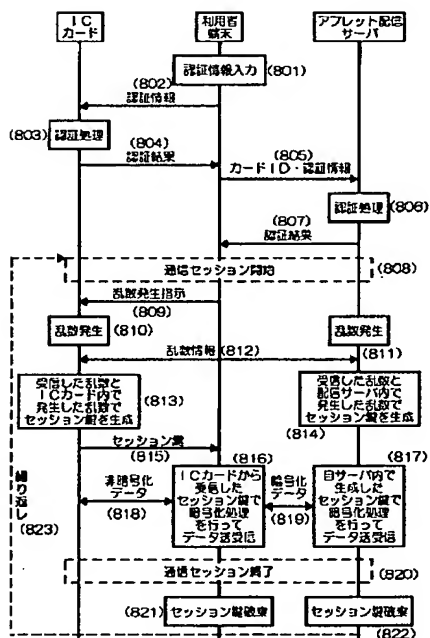 ＩＣ
カード
利用者
端末
アプレット配信
サーバ
認証情報入力
(801)
(802)
認証情報
(803)
認証処理
(804)
認証結果
(805)
カードＩＤ・認証情報
認証処理
(806)
(807)
認証結果
通信セッション開始
(808)
乱数発生指示
(809)
乱数発生
(810)
乱数発生
(811)
乱数情報
(812)
受信した乱数と
ICカード内で
発生した乱数で
セッション鍵を生成
(813)
受信した乱数と
配信サーバ内で
発生した乱数で
セッション鍵を生成
(814)
セッション鍵
(815)
(816)
ＩＣカードから
受信した
セッション鍵で
暗号化処理
を行って
データ送受信
(817)
自サーバ内で
生成した
セッション鍵で
暗号化処理
を行って
データ送受信
非暗号化
データ
(818)
暗号化
データ
(819)
繰り返し
(823)
通信セッション終了
(820)
(821)
セッション鍵破棄
セッション鍵破棄
(822)